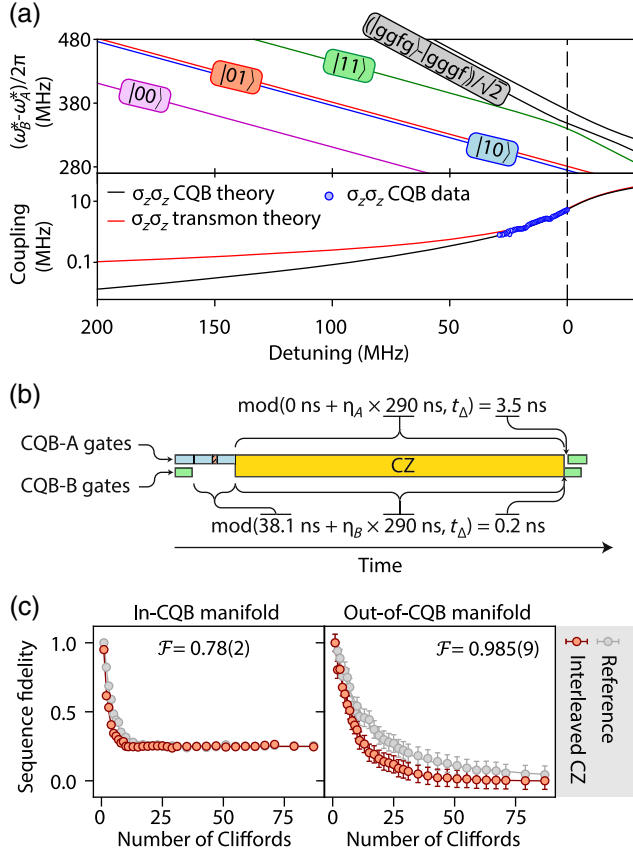 (a)
(ω*B-ω*A)/2π
(MHz)
480
380
280
|00⟩
|01⟩
|11⟩
(|ggfg⟩-|gggf⟩)/√2
|10⟩
Coupling
(MHz)
10
0.1
σzσz CQB theory
σzσz CQB data
σzσz transmon theory
200
150
100
50
0
Detuning (MHz)
(b)
mod(0 ns + ηA × 290 ns, tΔ) = 3.5 ns
CQB-A gates
CZ
CQB-B gates
mod(38.1 ns + ηB × 290 ns, tΔ) = 0.2 ns
Time
(c)
In-CQB manifold
Out-of-CQB manifold
Sequence fidelity
1.0
0.5
0.0
F = 0.78(2)
F = 0.985(9)
Reference
Interleaved CZ
0
25
50
75
0
25
50
75
Number of Cliffords
Number of Cliffords